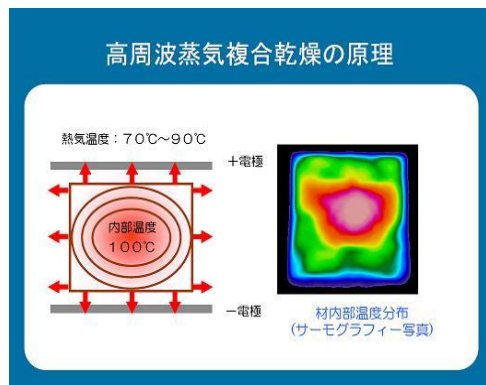 高周波蒸気複合乾燥の原理
熱気温度：７０℃～９０℃
＋電極
内部温度
１００℃
－電極
材内部温度分布
(サーモグラフィー写真)